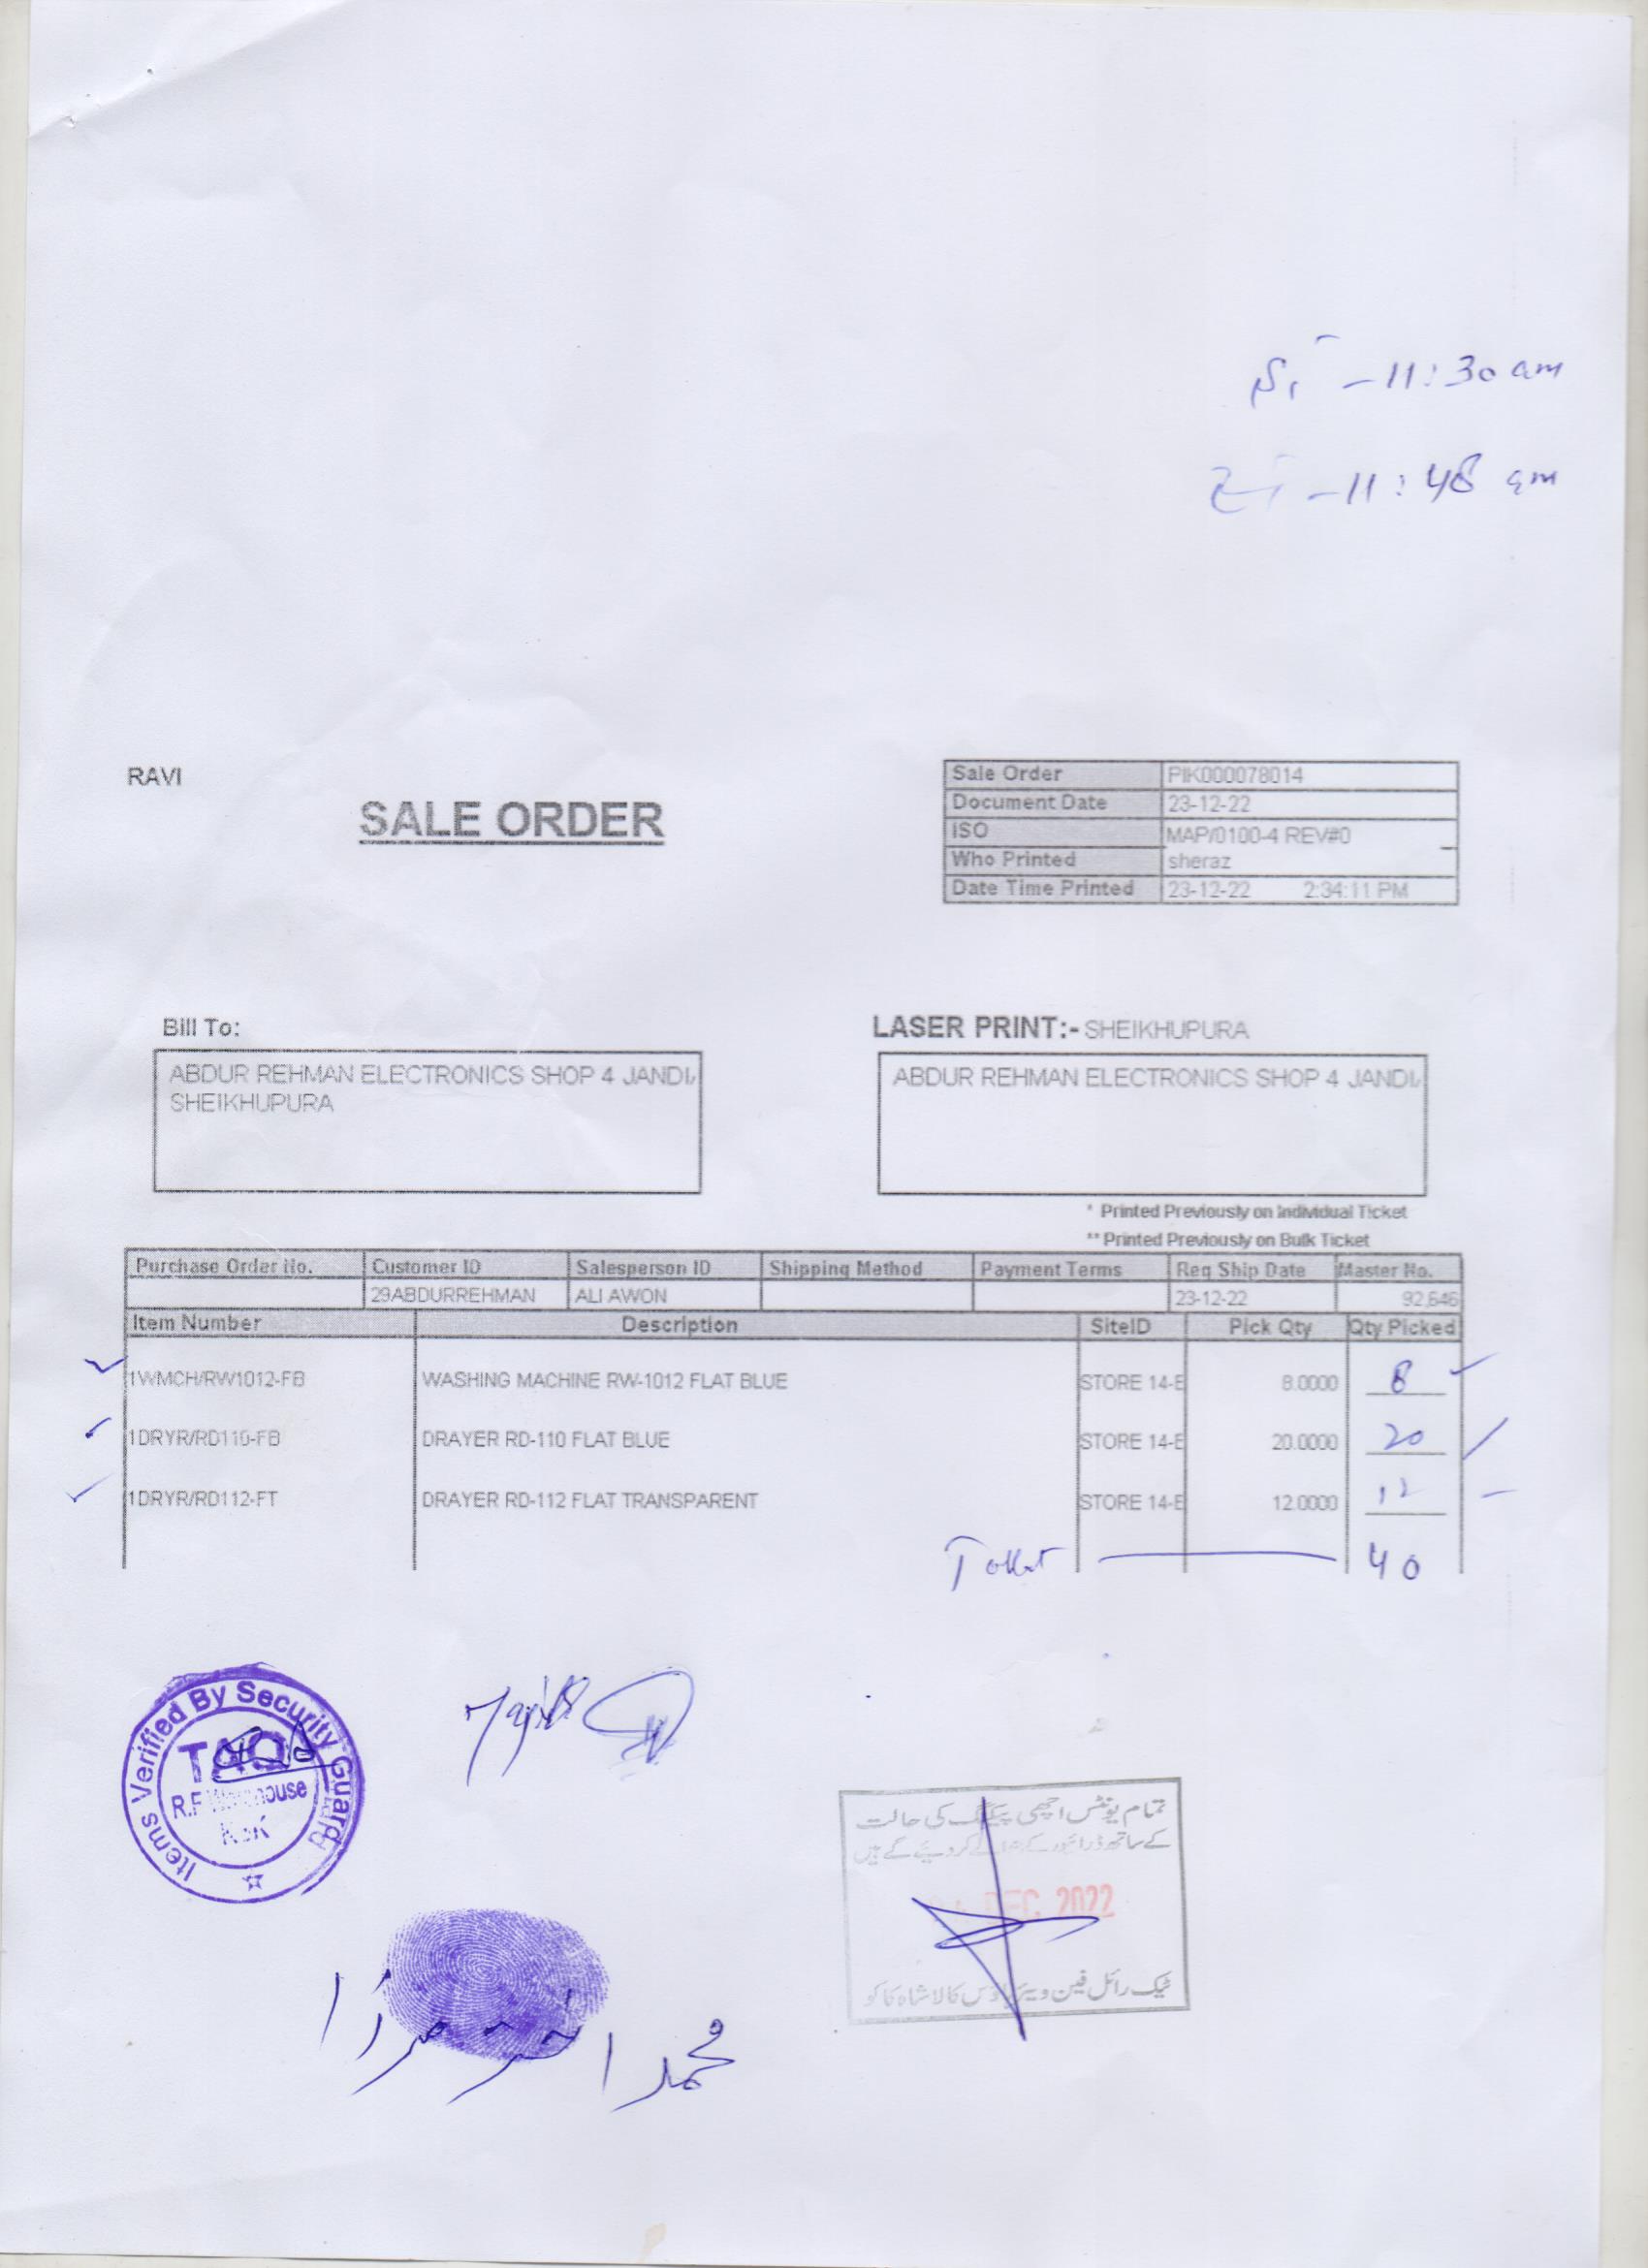 -11:30 am
-11:48 am
RAVI
SALE ORDER
Sale Order PIK000078014
Document Date 23-12-22
ISO MAP/0100-4 REV#0
Who Printed sheraz
Date Time Printed 23-12-22 2:34:11 PM
Bill To:
ABDUR REHMAN ELECTRONICS SHOP 4 JANDI
SHEIKHUPURA
LASER PRINT:- SHEIKHUPURA
ABDUR REHMAN ELECTRONICS SHOP 4 JANDI
* Printed Previously on Individual Ticket
** Printed Previously on Bulk Ticket
Purchase Order No. Customer ID Salesperson ID Shipping Method Payment Terms Req Ship Date Master No.
29ABDURREHMAN ALI AWON 23-12-22 92,646
Item Number Description SiteID Pick Qty Qty Picked
1WMCH/RW1012-FB WASHING MACHINE RW-1012 FLAT BLUE STORE 14-E 8.0000 8
1DRYR/RD110-FB DRAYER RD-110 FLAT BLUE STORE 14-E 20.0000 20
1DRYR/RD112-FT DRAYER RD-112 FLAT TRANSPARENT STORE 14-E 12.0000 12
40
Items Verified By Security Guard
R.F Warehouse
KSK
تمام یونٹس اچھی پیکنگ کی حالت
کے ساتھ ڈرائیور کے کر دیئے گئے ہیں
DEC 2022
ٹیک رائل فین ویئر ہاؤس کالا شاہ کاکو
محمد